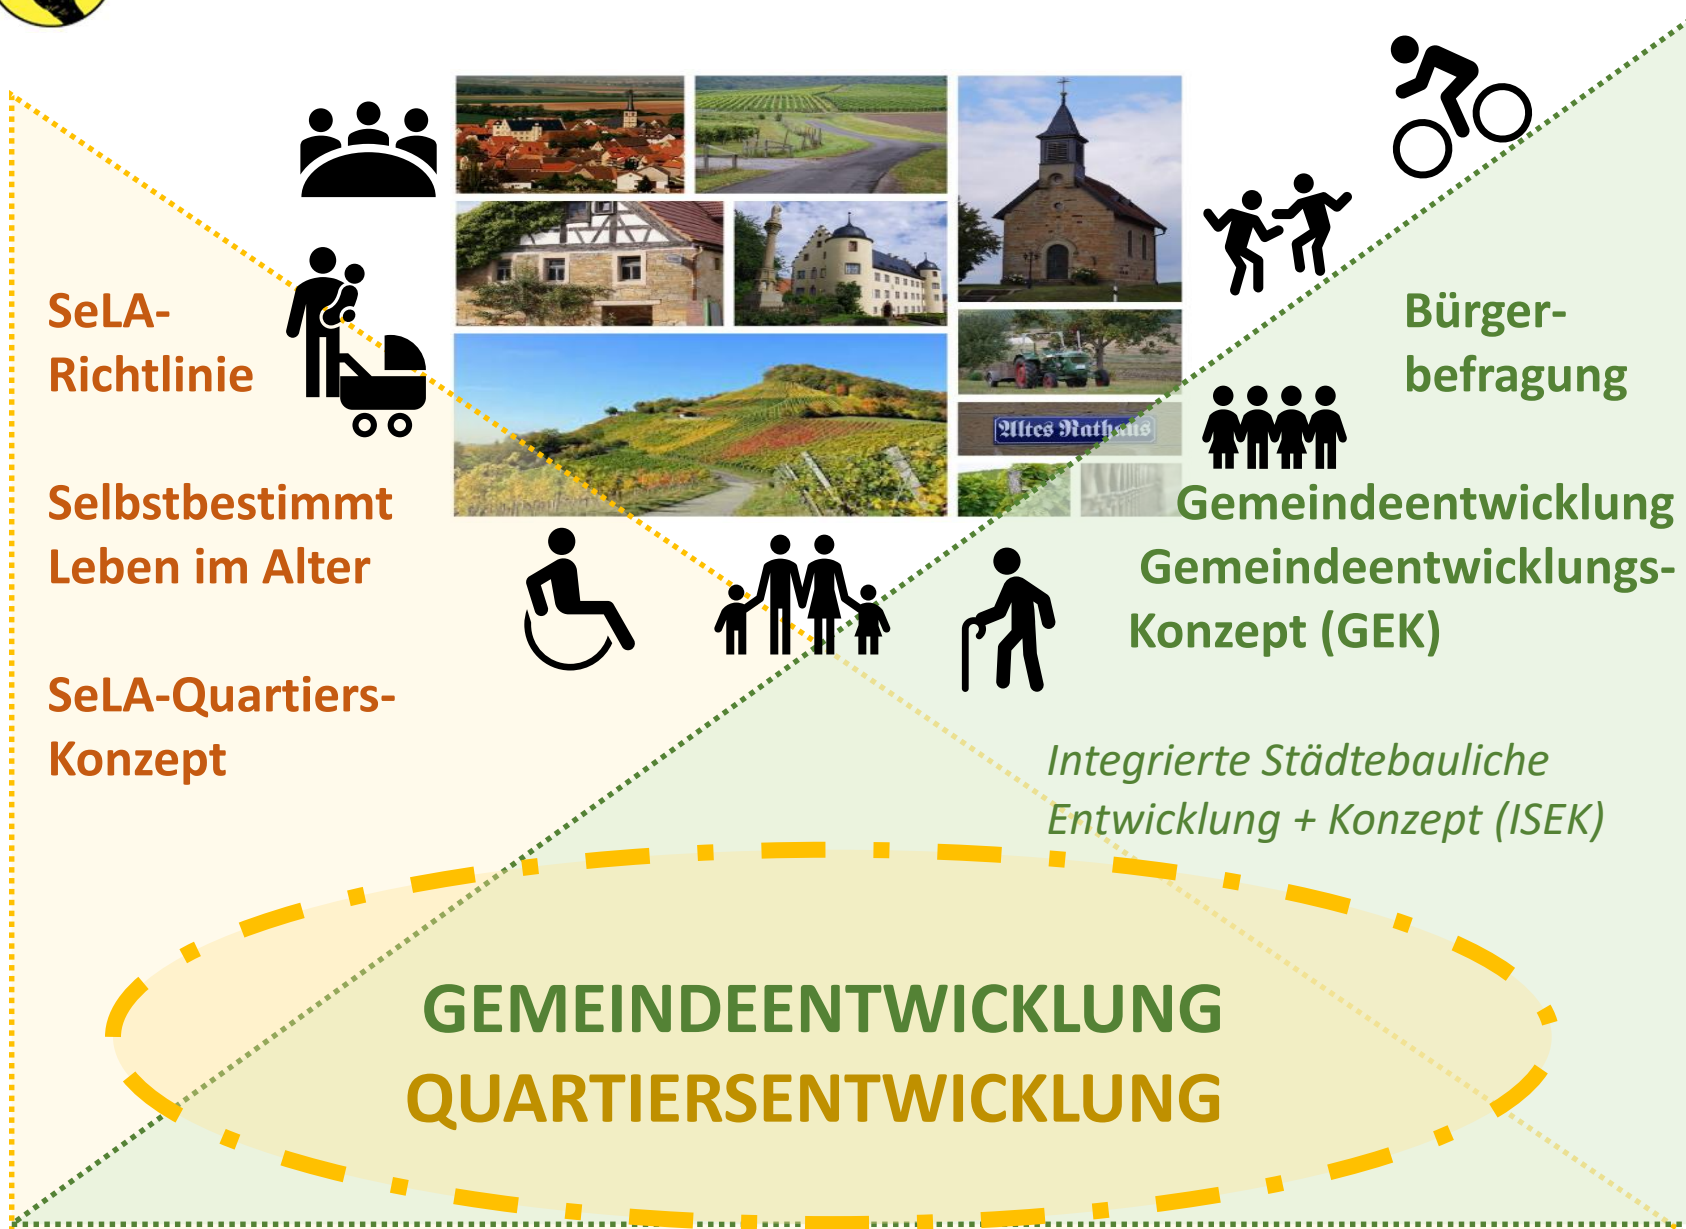 SeLA-
Richtlinie
Selbstbestimmt
Leben im Alter
SeLA-Quartiers-
Konzept
Altes Rathaus
Bürger-
befragung
Gemeindeentwicklung
Gemeindeentwicklungs-
Konzept (GEK)
Integrierte Städtebauliche
Entwicklung + Konzept (ISEK)
GEMEINDEENTWICKLUNG
QUARTIERSENTWICKLUNG